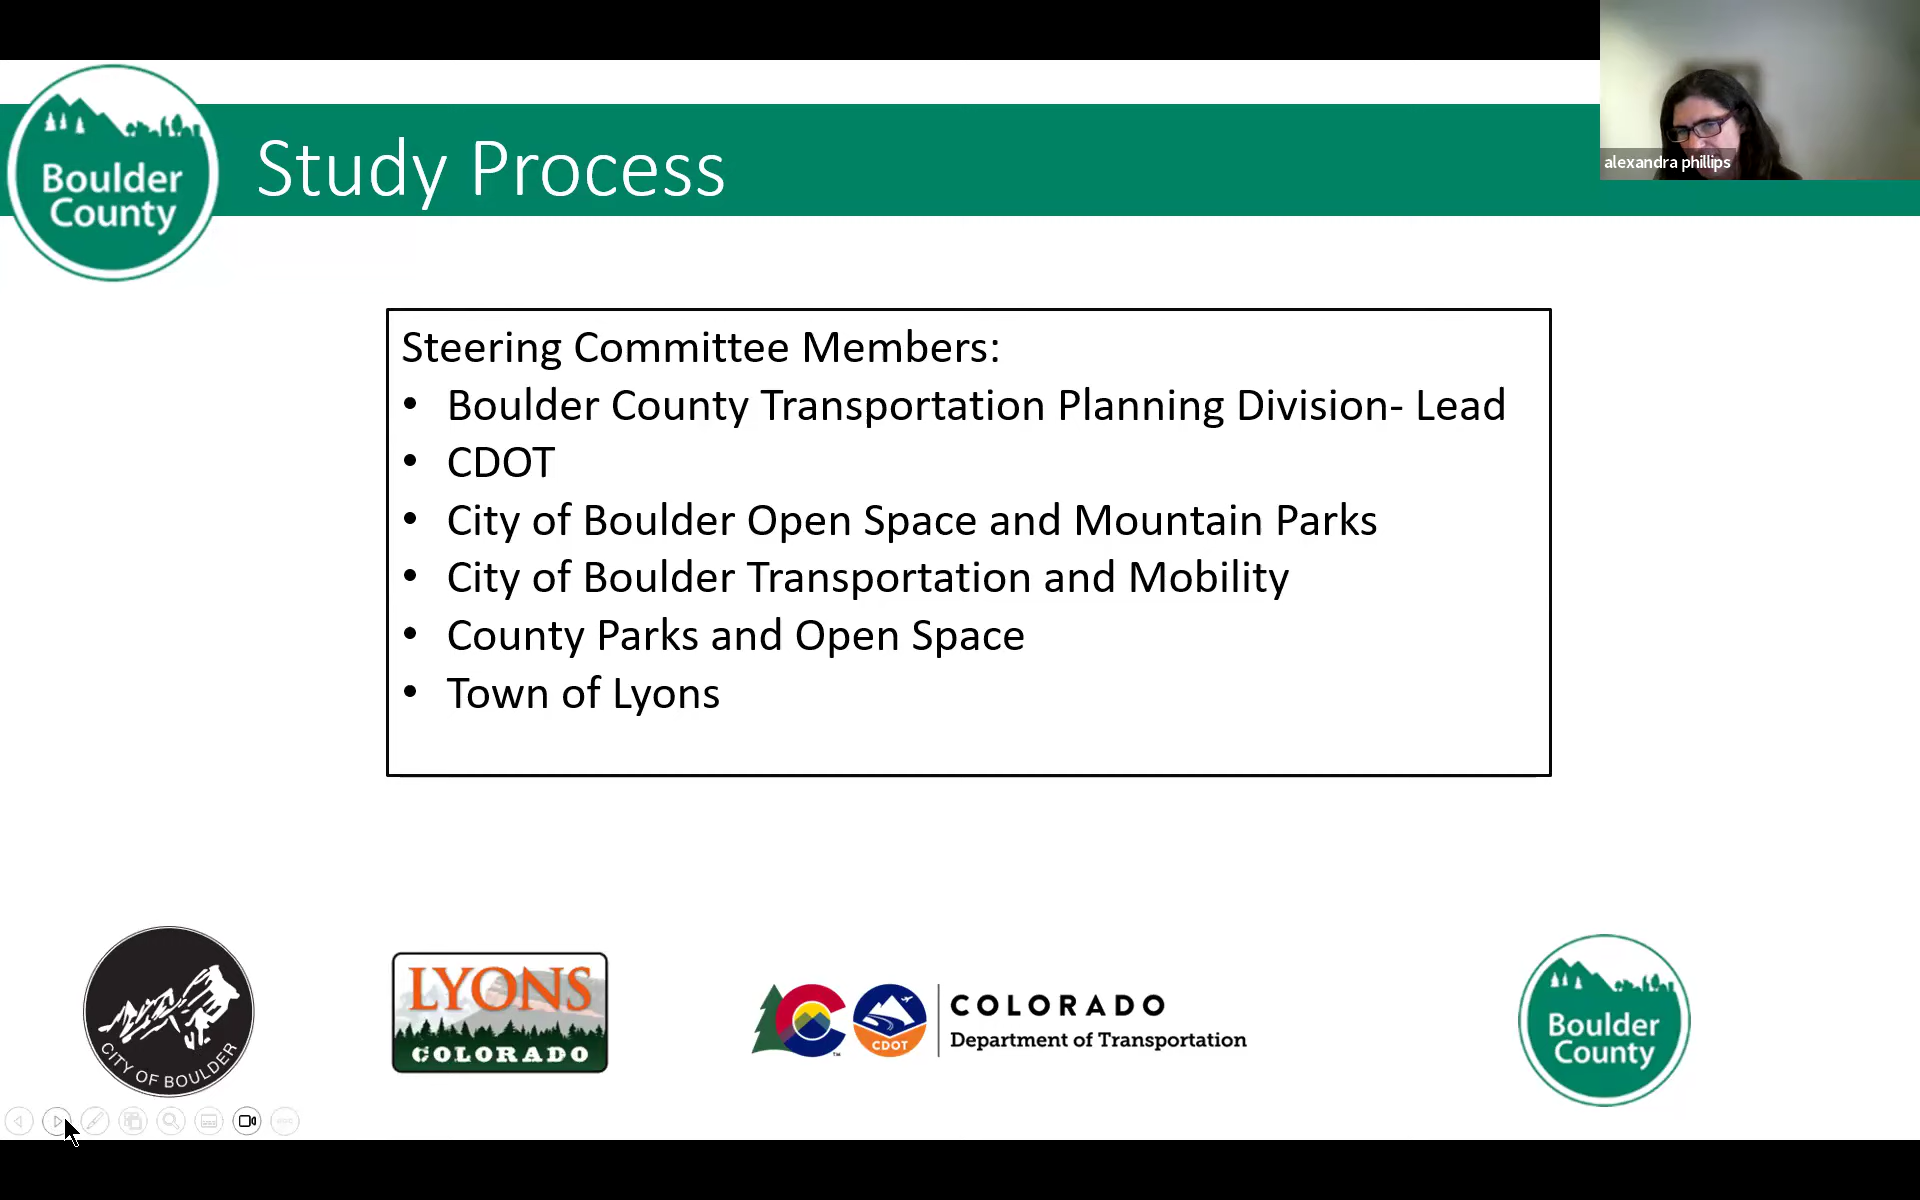 Boulder
County
Study Process
alexandra phillips
Steering Committee Members:
• Boulder County Transportation Planning Division- Lead
• CDOT
• City of Boulder Open Space and Mountain Parks
• City of Boulder Transportation and Mobility
• County Parks and Open Space
• Town of Lyons
CITY OF BOULDER
LYONS
COLORADO
CDOT
COLORADO
Department of Transportation
Boulder
County